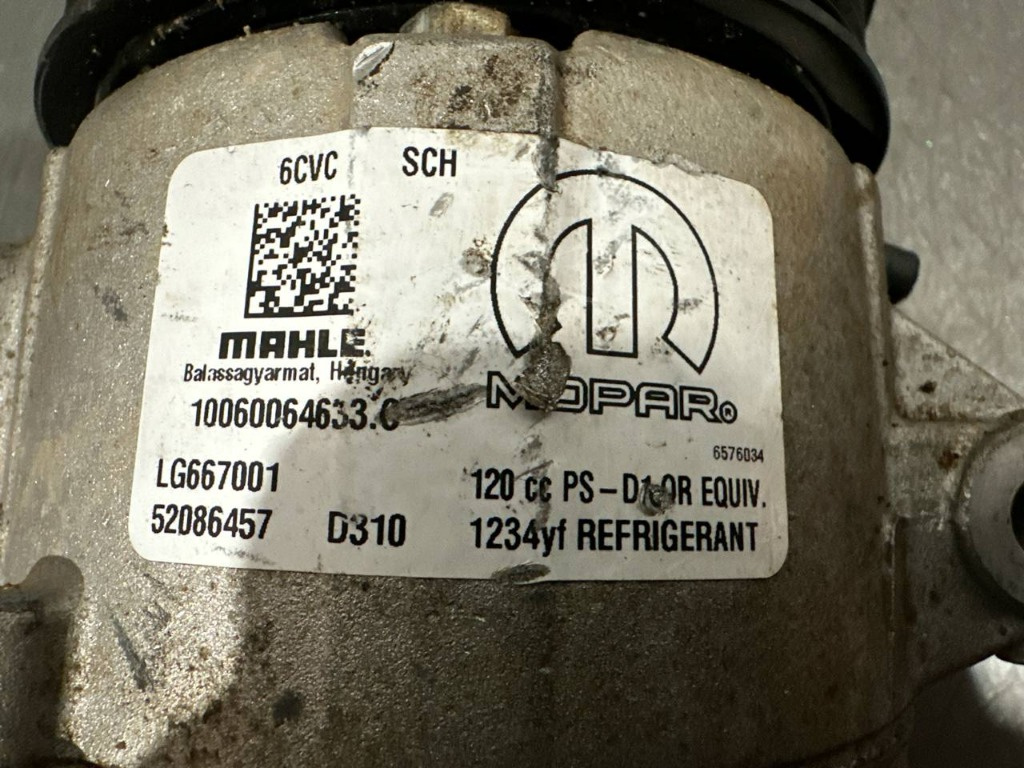 6CVC SCH
MAHLE
Balassagyarmat, Hungary
10060064633.C
MOPAR®
6576034
LG667001
120 cc PS-D1 OR EQUIV.
52086457 D310
1234yf REFRIGERANT